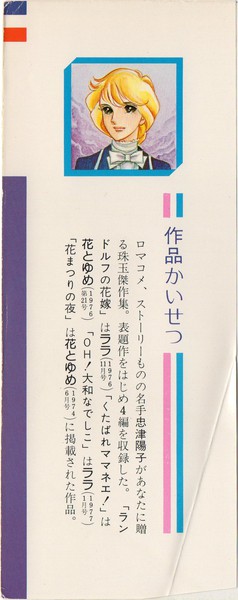 作品かいせつ
ロマコメ、ストーリーものの名手忠津陽子があなたに贈
る珠玉傑作集。表題作をはじめ4編を収録した。「ラン
ドルフの花嫁」はララ(1976 11月号)「くたばれママネエ!」は
花とゆめ(1976 第21号)「OH!大和なでしこ」はララ(1977 1月号)
「花まつりの夜」は花とゆめ(1974 6月号)に掲載された作品。